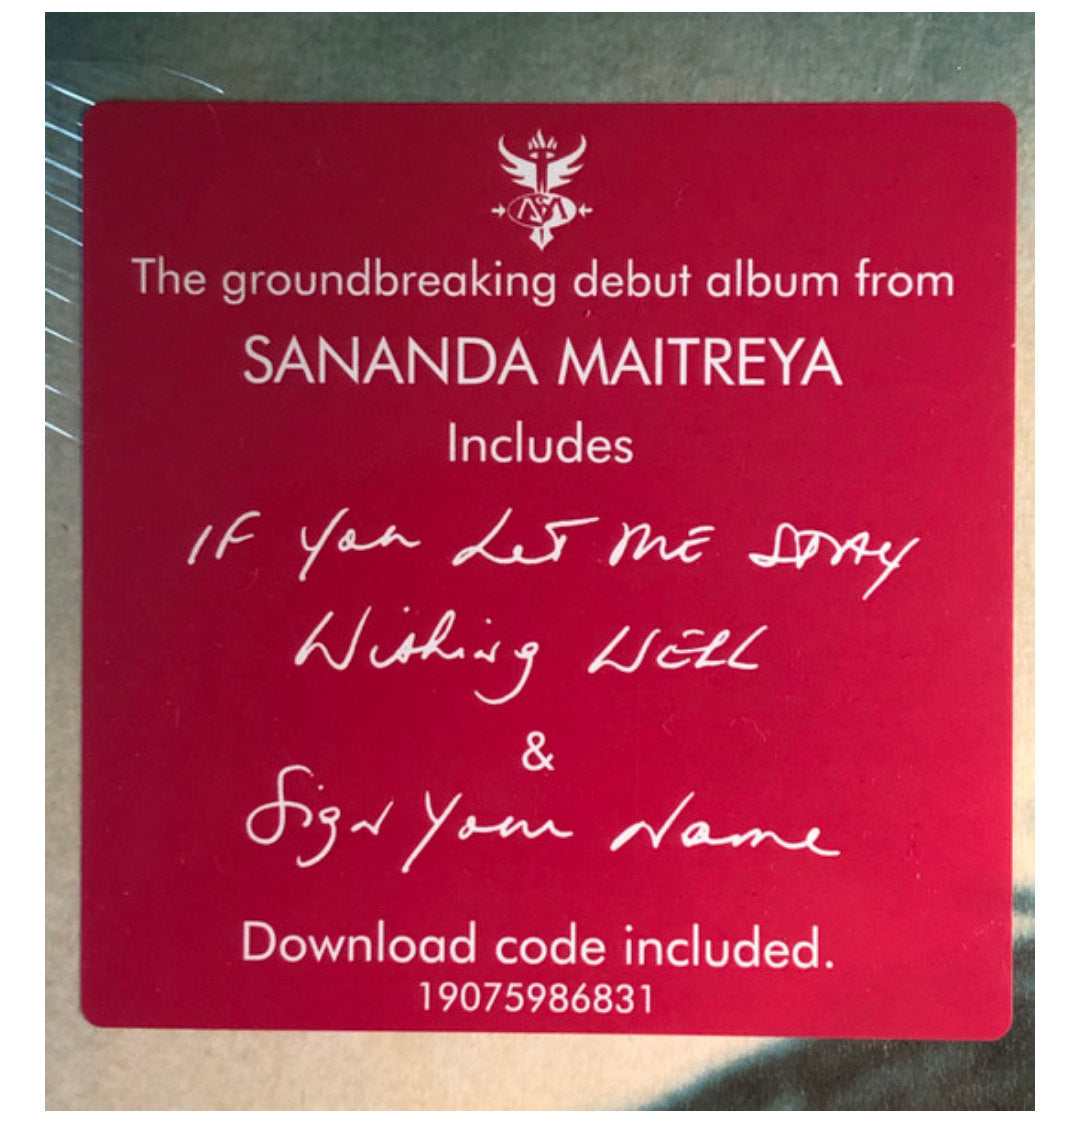 The groundbreaking debut album from
SANANDA MAITREYA
Includes
IF You Let ME STAY
Wishing WELL
&
Sign Your Name
Download code included.
19075986831